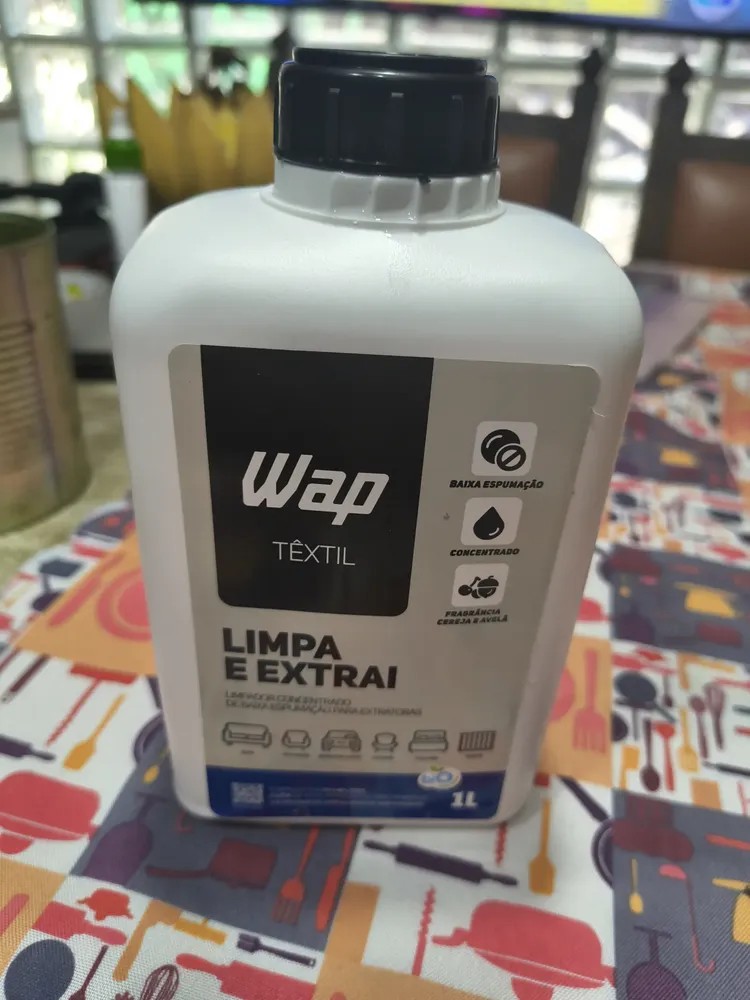 Wap
TÊXTIL
BAIXA ESPUMAÇÃO
CONCENTRADO
FRAGRÂNCIA
CEREJA E AVELÃ
LIMPA
E EXTRAI
LIMPADOR CONCENTRADO
DE BAIXA ESPUMAÇÃO PARA EXTRATORAS
1L